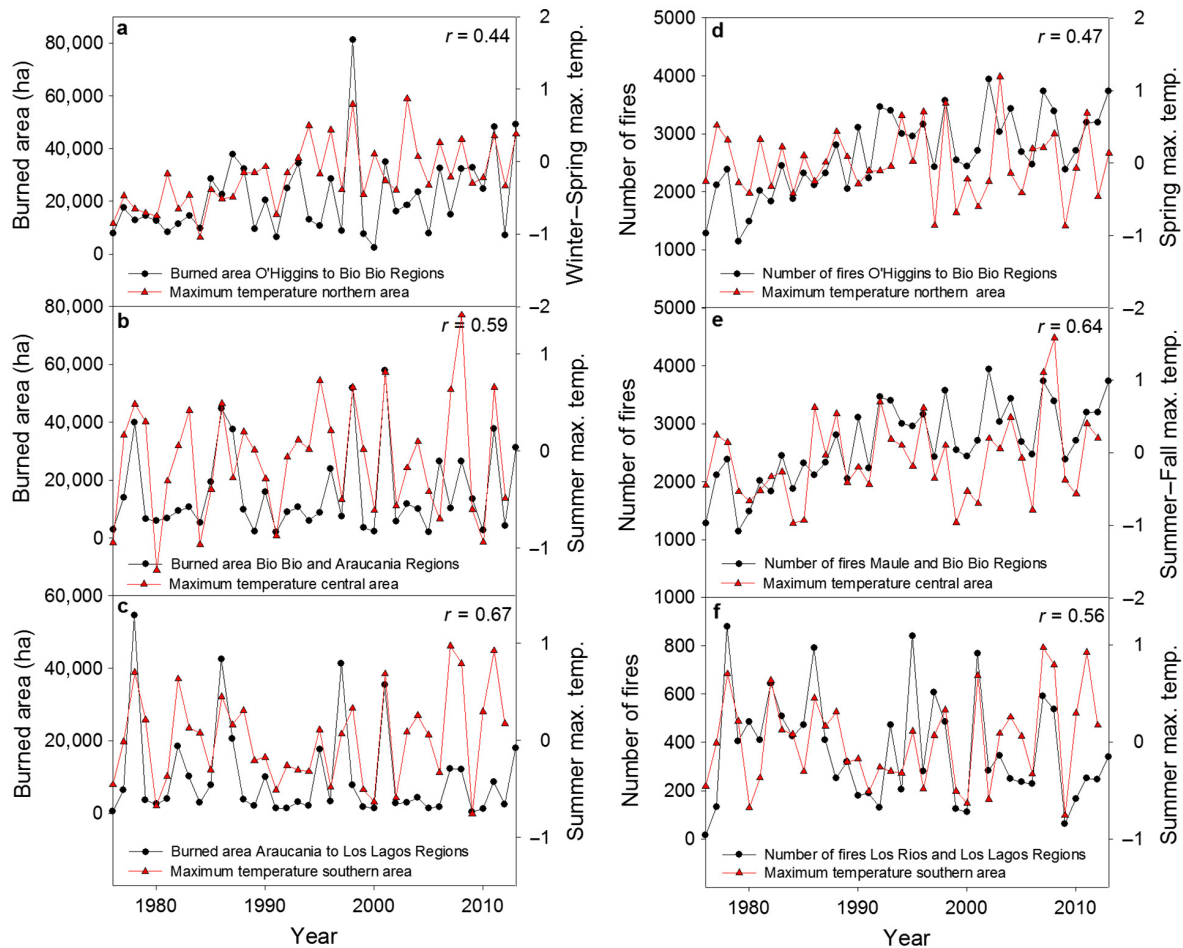 a
r = 0.44
Burned area (ha)
80,000
60,000
40,000
20,000
0
2
1
0
−1
Winter–Spring max. temp.
Burned area O'Higgins to Bio Bio Regions
Maximum temperature northern area
b
r = 0.59
Burned area (ha)
80,000
60,000
40,000
20,000
0
−2
1
0
−1
Summer max. temp.
Burned area Bio Bio and Araucania Regions
Maximum temperature central area
c
r = 0.67
Burned area (ha)
60,000
40,000
20,000
0
1
0
−1
Summer max. temp.
Burned area Araucania to Los Lagos Regions
Maximum temperature southern area
1980
1990
2000
2010
Year
d
r = 0.47
Number of fires
5000
4000
3000
2000
1000
2
1
0
−1
Spring max. temp.
Number of fires O'Higgins to Bio Bio Regions
Maximum temperature northern area
e
r = 0.64
Number of fires
5000
4000
3000
2000
1000
−2
1
0
−1
Summer–Fall max. temp.
Number of fires Maule and Bio Bio Regions
Maximum temperature central area
f
r = 0.56
Number of fires
1000
800
600
400
200
0
−2
1
0
−1
Summer max. temp.
Number of fires Los Rios and Los Lagos Regions
Maximum temperature southern area
1980
1990
2000
2010
Year